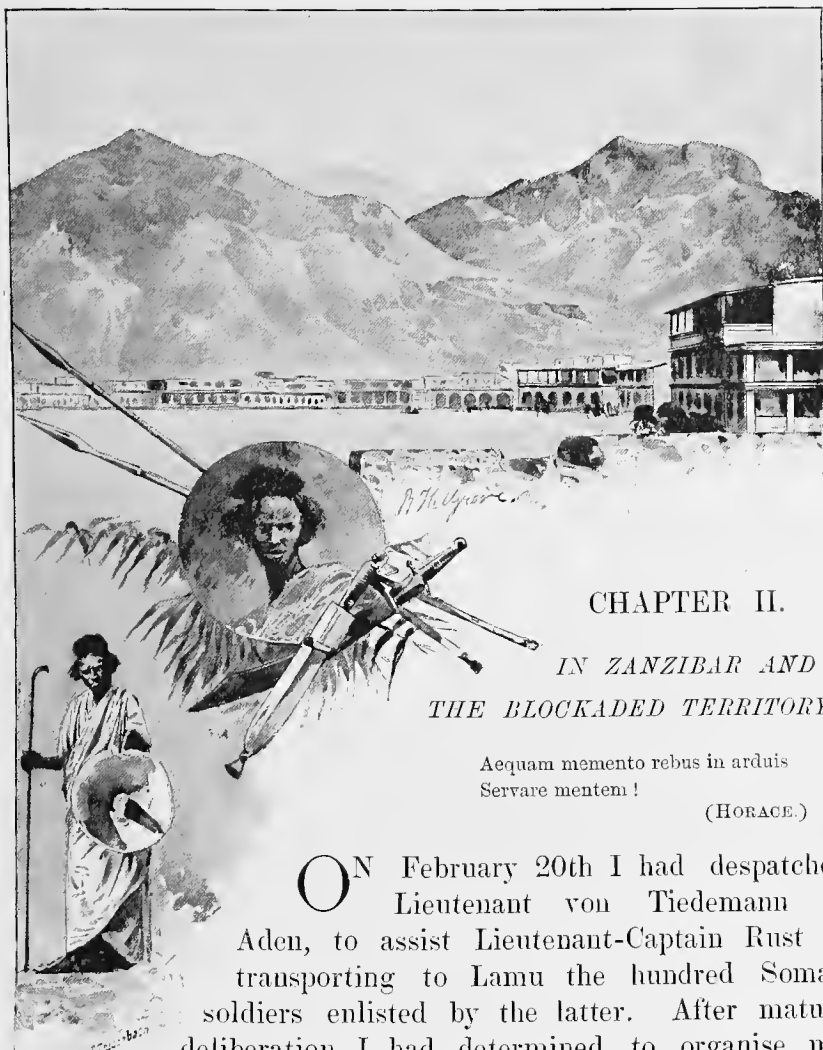 CHAPTER II.
IN ZANZIBAR AND
THE BLOCKADED TERRITORY
Aequam memento rebus in arduis
Servare mentem !
(HORACE.)
ON February 20th I had despatche
Lieutenant von Tiedemann
Aden, to assist Lieutenant-Captain Rust
transporting to Lamu the hundred Soma
soldiers enlisted by the latter. After matu
deliberation I had determined to organise m